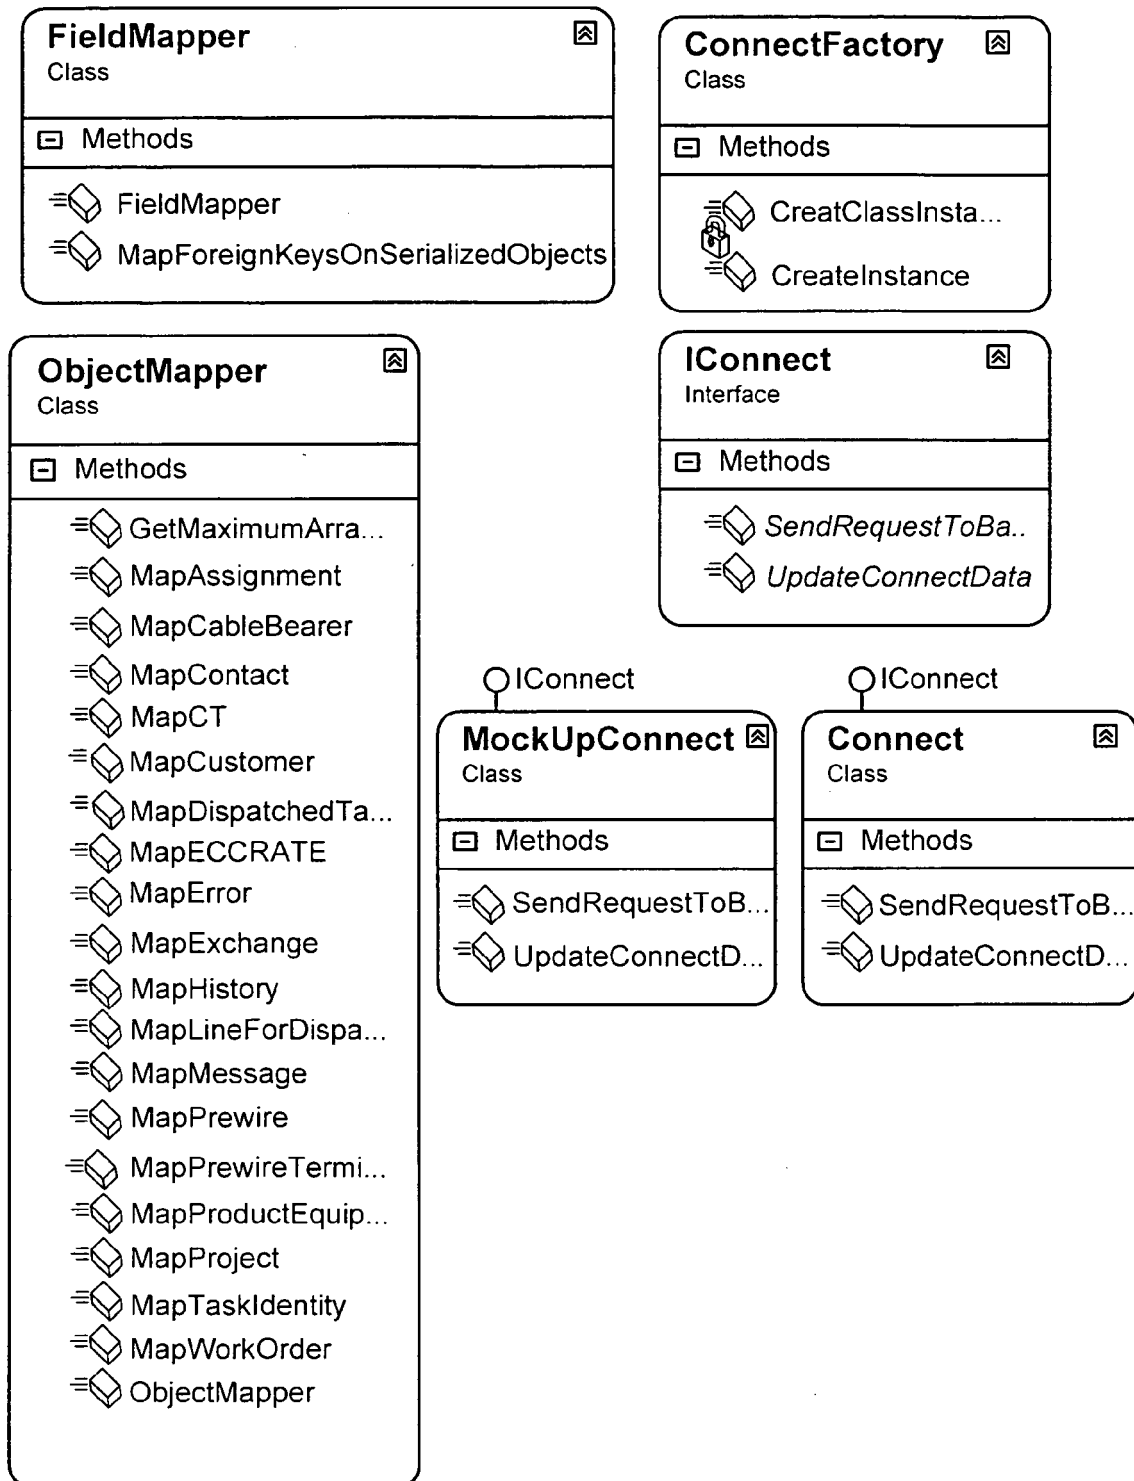 FieldMapper
Class
Methods
FieldMapper
MapForeignKeysOnSerializedObjects
ConnectFactory
Class
Methods
CreatClassInsta...
CreateInstance
ObjectMapper
Class
Methods
GetMaximumArra...
MapAssignment
MapCableBearer
MapContact
MapCT
MapCustomer
MapDispatchedTa...
MapECCRATE
MapError
MapExchange
MapHistory
MapLineForDispa...
MapMessage
MapPrewire
MapPrewireTermi...
MapProductEquip...
MapProject
MapTaskIdentity
MapWorkOrder
ObjectMapper
IConnect
Interface
Methods
SendRequestToBa..
UpdateConnectData
IConnect
MockUpConnect
Class
Methods
SendRequestToB...
UpdateConnectD...
IConnect
Connect
Class
Methods
SendRequestToB...
UpdateConnectD...